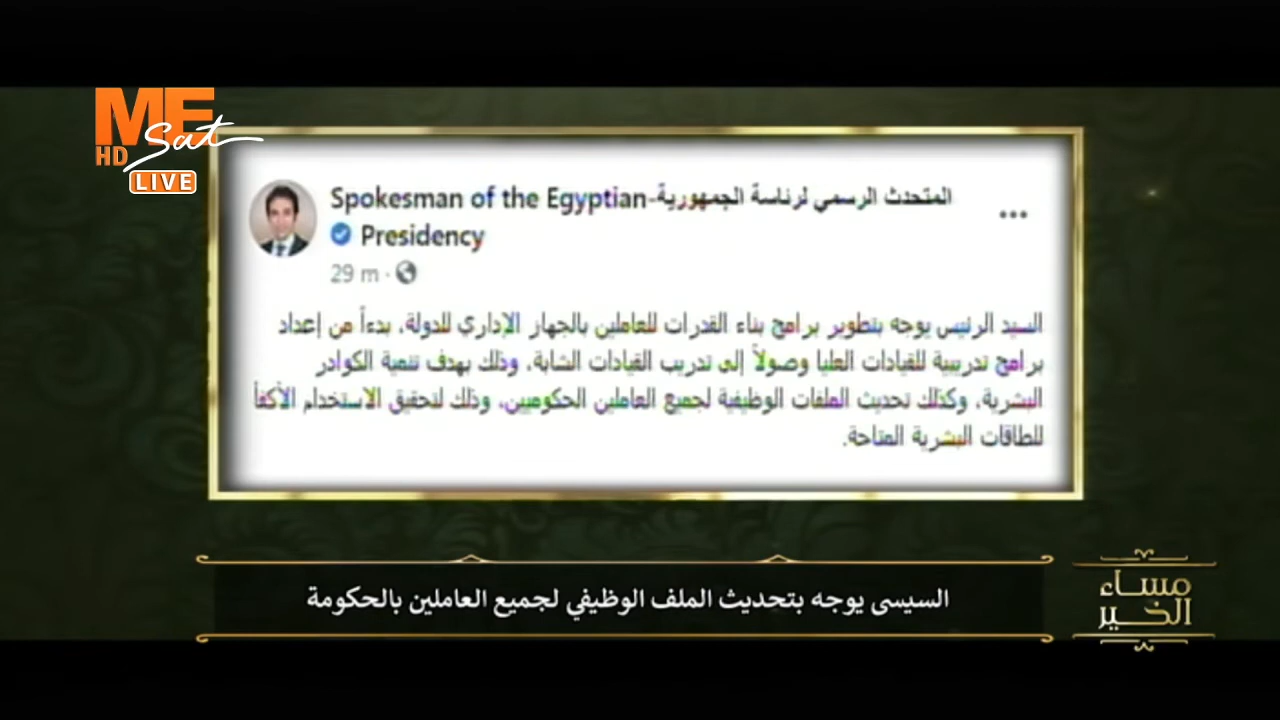 ME
Sat
HD
LIVE
Spokesman of the Egyptian-المتحدث الرسمي لرئاسة الجمهورية
Presidency
29 m ·
السيد الرئيس يوجه بتطوير برامج بناء القدرات للعاملين بالجهاز الإداري للدولة، بدءاً من إعداد
برامج تدريبية للقيادات العليا وصولاً إلى تدريب القيادات الشابة، وذلك بهدف تنمية الكوادر
البشرية، وكذلك تحديث الملفات الوظيفية لجميع العاملين الحكوميين، وذلك لتحقيق الاستخدام الأكفأ
للطاقات البشرية المتاحة.
السيسى يوجه بتحديث الملف الوظيفي لجميع العاملين بالحكومة
مساء
الخير